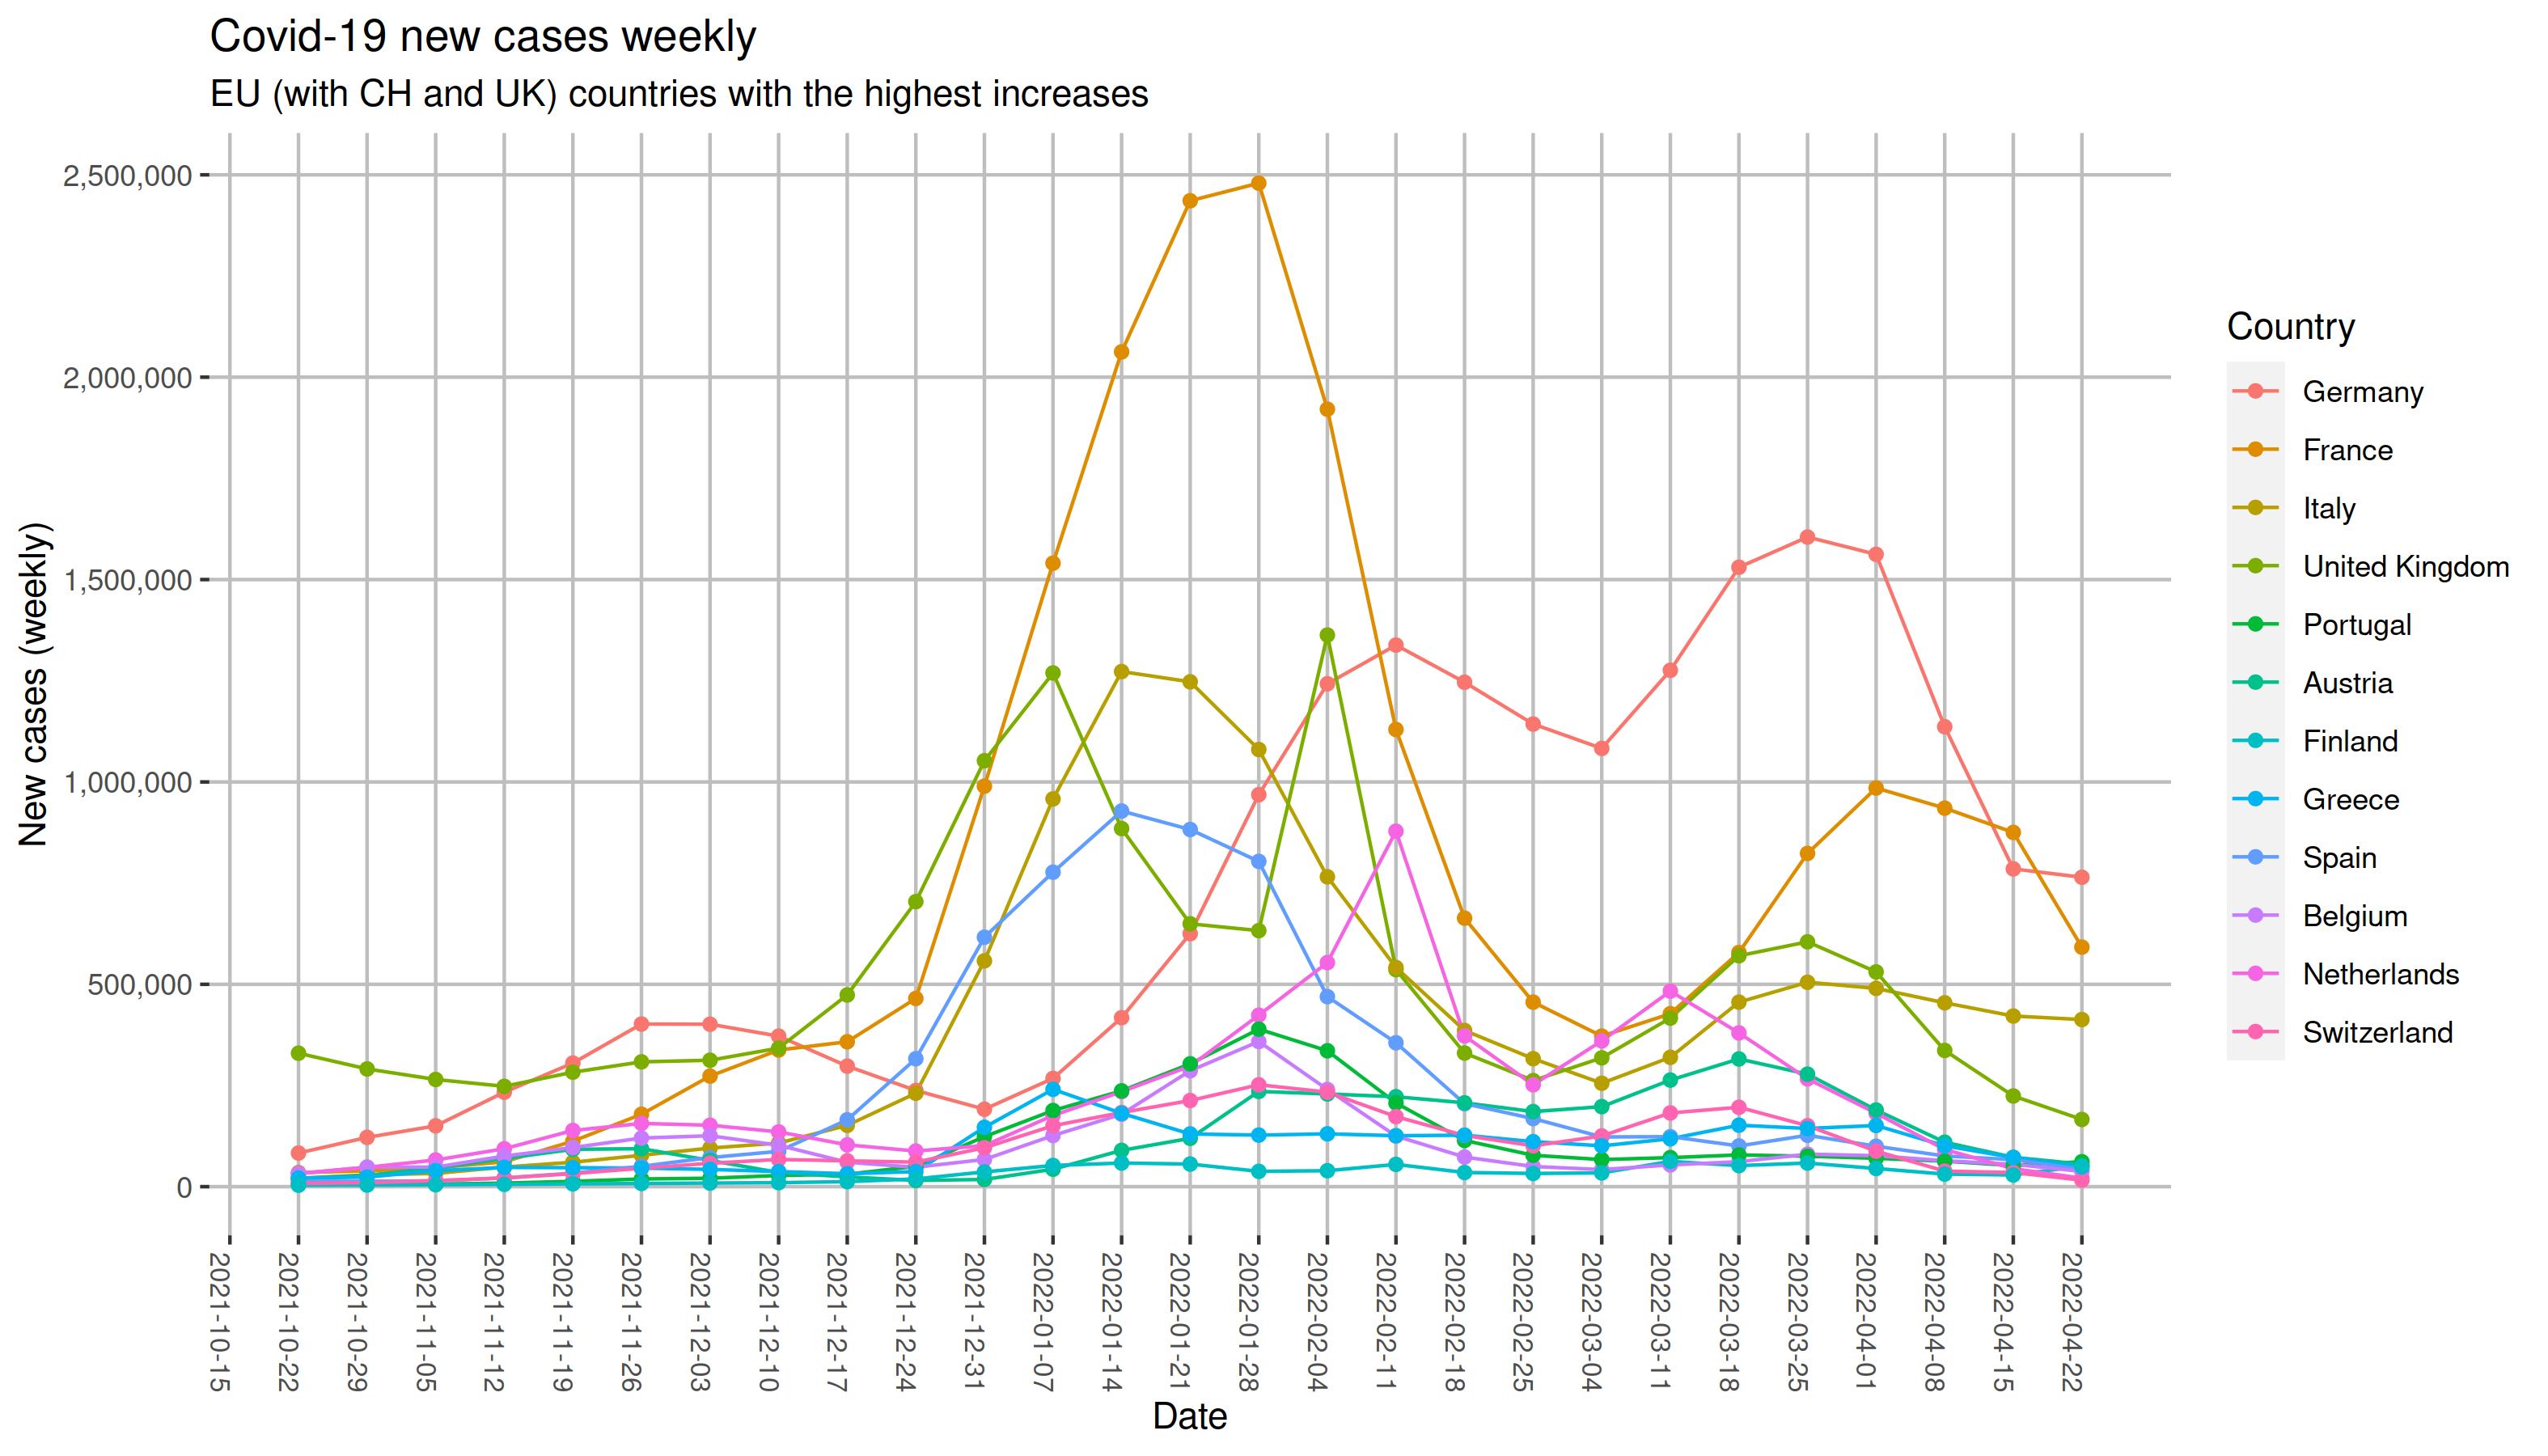 Covid-19 new cases weekly
EU (with CH and UK) countries with the highest increases
New cases (weekly)
2,500,000
2,000,000
1,500,000
1,000,000
500,000
0
2021-10-15
2021-10-22
2021-10-29
2021-11-05
2021-11-12
2021-11-19
2021-11-26
2021-12-03
2021-12-10
2021-12-17
2021-12-24
2021-12-31
2022-01-07
2022-01-14
2022-01-21
2022-01-28
2022-02-04
2022-02-11
2022-02-18
2022-02-25
2022-03-04
2022-03-11
2022-03-18
2022-03-25
2022-04-01
2022-04-08
2022-04-15
2022-04-22
Date
Country
Germany
France
Italy
United Kingdom
Portugal
Austria
Finland
Greece
Spain
Belgium
Netherlands
Switzerland